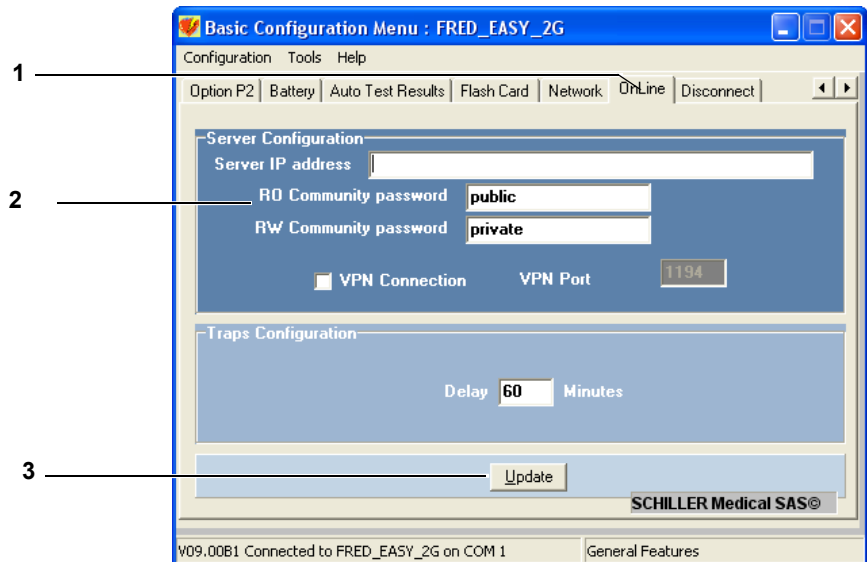 Basic Configuration Menu : FRED_EASY_2G
Configuration Tools Help
1
Option P2 Battery Auto Test Results Flash Card Network OnLine Disconnect
Server Configuration
Server IP address
2
RO Community password public
RW Community password private
VPN Connection VPN Port 1194
Traps Configuration
Delay 60 Minutes
3
Update
SCHILLER Medical SAS©
V09.00B1 Connected to FRED_EASY_2G on COM 1 General Features